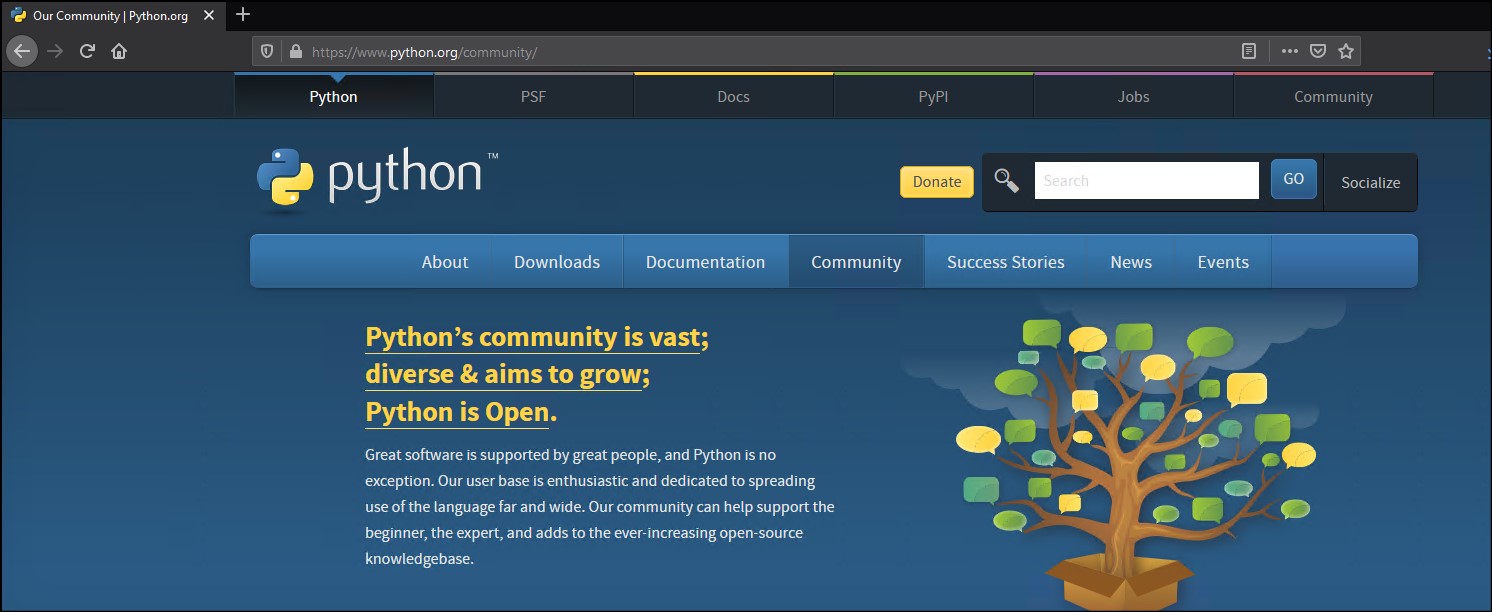 Our Community | Python.org
https://www.python.org/community/
Python PSF Docs PyPI Jobs Community
python™
Donate Search GO Socialize
About Downloads Documentation Community Success Stories News Events
Python’s community is vast;
diverse & aims to grow;
Python is Open.
Great software is supported by great people, and Python is no
exception. Our user base is enthusiastic and dedicated to spreading
use of the language far and wide. Our community can help support the
beginner, the expert, and adds to the ever-increasing open-source
knowledgebase.